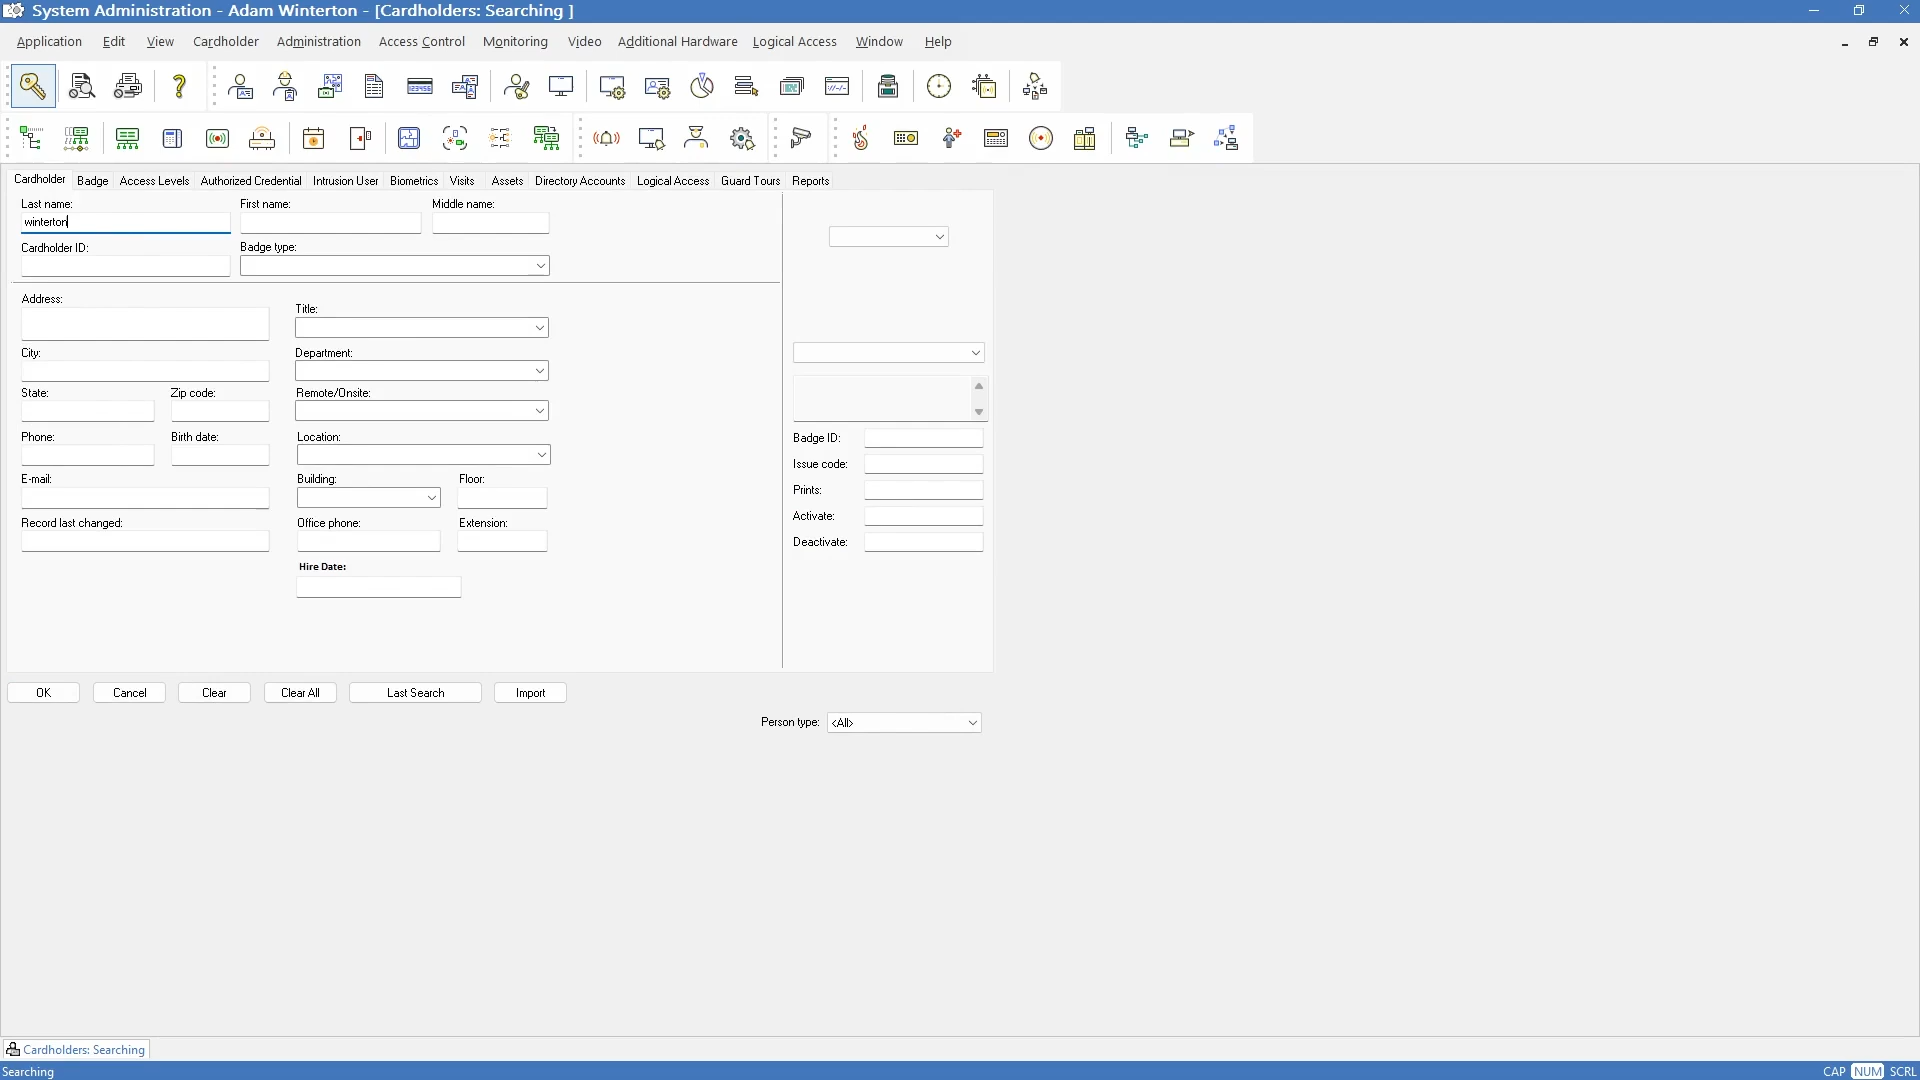 System Administration - Adam Winterton - [Cardholders: Searching ]
Application Edit View Cardholder Administration Access Control Monitoring Video Additional Hardware Logical Access Window Help
Cardholder Badge Access Levels Authorized Credential Intrusion User Biometrics Visits Assets Directory Accounts Logical Access Guard Tours Reports
Last name: First name: Middle name:
winterton
Cardholder ID: Badge type:
Address:
Title:
City: Department:
State: Zip code: Remote/Onsite:
Phone: Birth date: Location:
Badge ID:
Issue code:
E-mail: Building: Floor:
Prints:
Activate:
Record last changed: Office phone: Extension:
Deactivate:
Hire Date:
OK Cancel Clear Clear All Last Search Import
Person type: <All>
Cardholders: Searching
Searching CAP NUM SCRL